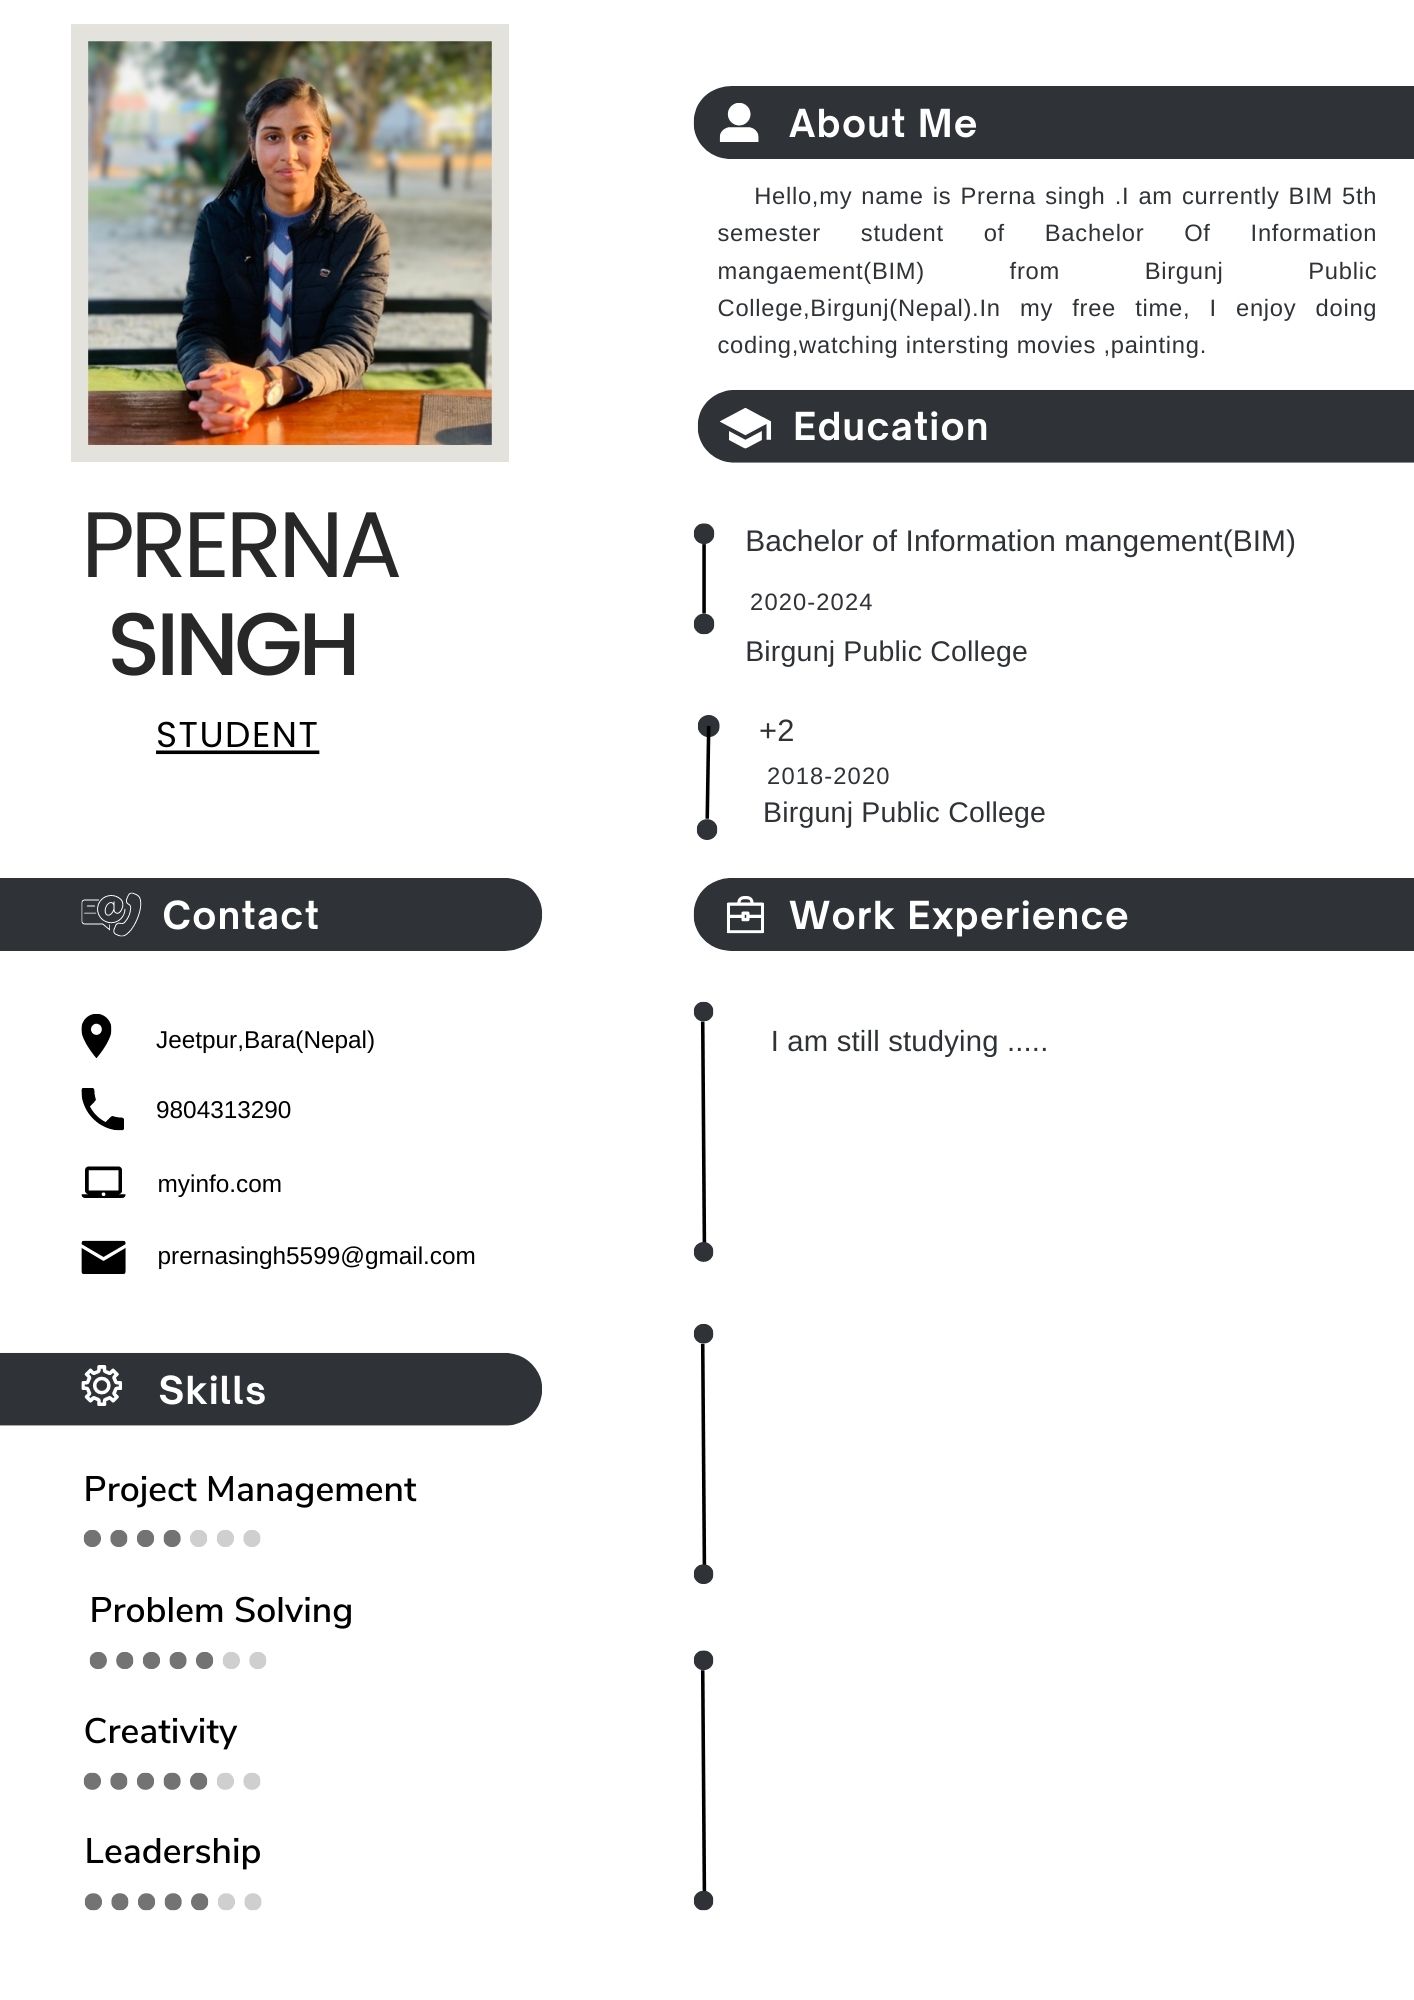 PRERNA
SINGH
STUDENT
Contact
Jeetpur,Bara(Nepal)
9804313290
myinfo.com
prernasingh5599@gmail.com
Skills
Project Management
Problem Solving
Creativity
Leadership
About Me
Hello,my name is Prerna singh .I am currently BIM 5th
semester student of Bachelor Of Information
mangaement(BIM) from Birgunj Public
College,Birgunj(Nepal).In my free time, I enjoy doing
coding,watching intersting movies ,painting.
Education
Bachelor of Information mangement(BIM)
2020-2024
Birgunj Public College
+2
2018-2020
Birgunj Public College
Work Experience
I am still studying .....